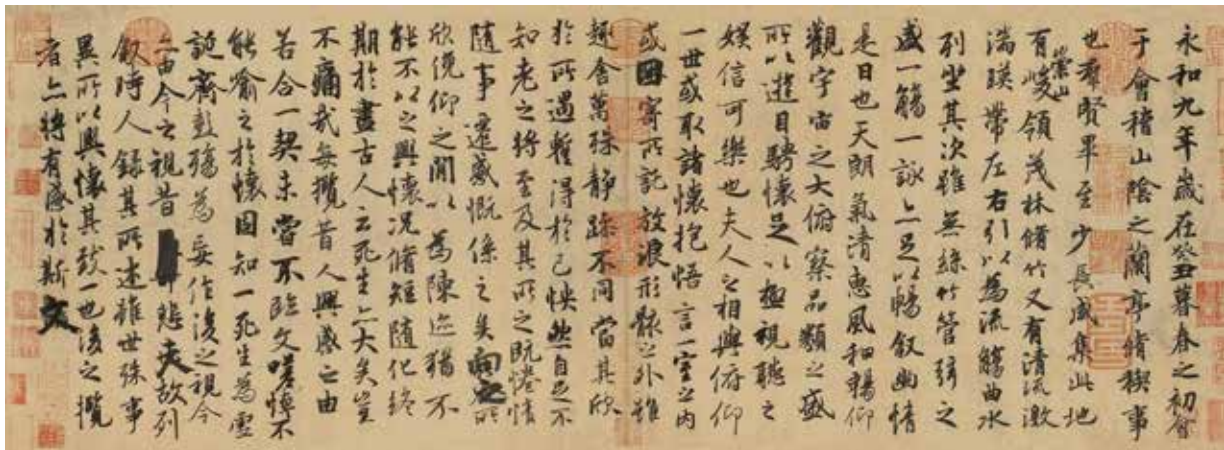 永和九年歲在癸丑暮春之初會
于會稽山陰之蘭亭脩稧事
也羣賢畢至少長咸集此地
有崇山峻領茂林脩竹又有清流激
湍暎帶左右引以為流觴曲水
列坐其次雖無絲竹管弦之
盛一觴一詠亦足以暢敘幽情
是日也天朗氣清惠風和暢仰
觀宇宙之大俯察品類之盛
所以遊目騁懷足以極視聽之
娛信可樂也夫人之相與俯仰
一世或取諸懷抱悟言一室之內
或因寄所託放浪形骸之外雖
趣舍萬殊靜躁不同當其欣
於所遇蹔得於己怏然自足不
知老之將至及其所之既惓情
隨事遷感慨係之矣向之所
欣俛仰之閒以為陳迹猶不
能不以之興懷況脩短隨化終
期於盡古人云死生亦大矣豈
不痛哉每攬昔人興感之由
若合一契未嘗不臨文嗟悼不
能喻之於懷固知一死生為虛
誕齊彭殤為妄作後之視今
亦由今之視昔悲夫故列
敘時人錄其所述雖世殊事
異所以興懷其致一也後之攬
者亦將有感於斯文